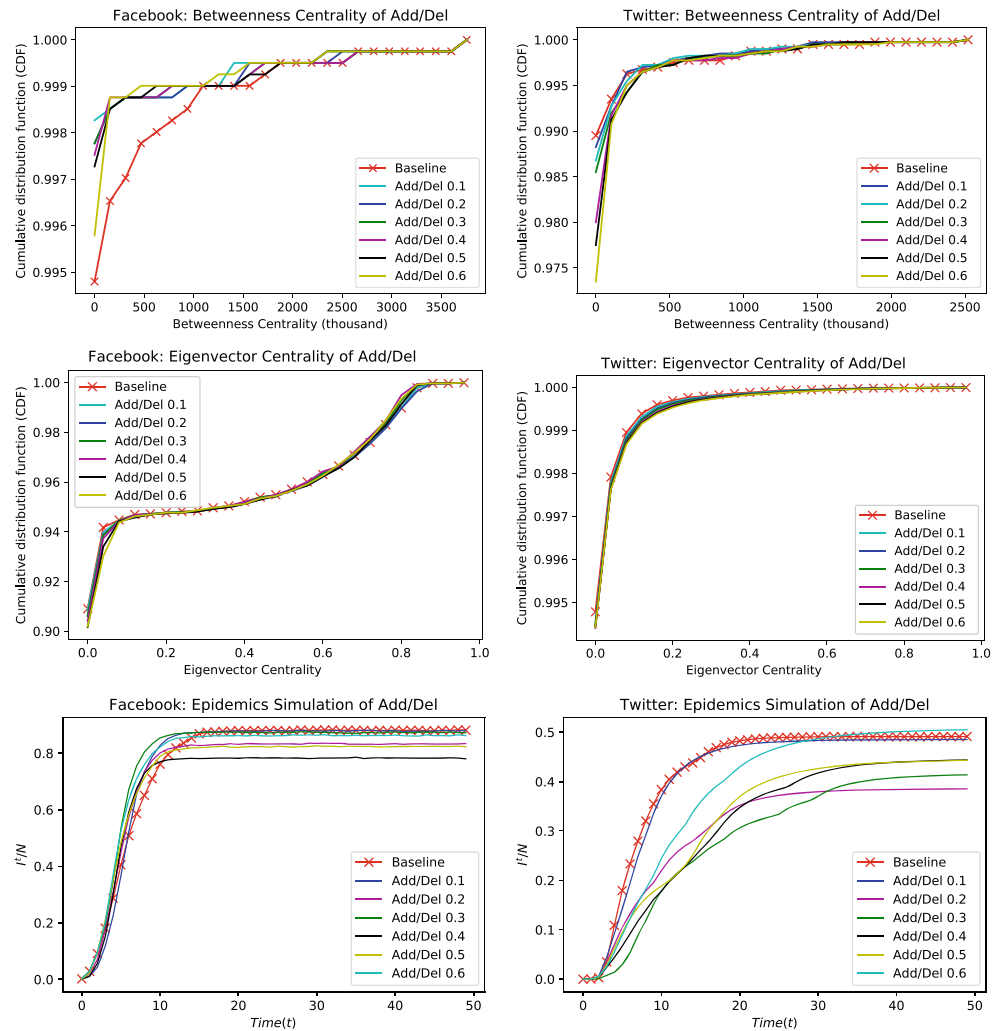 Facebook: Betweenness Centrality of Add/Del
Cumulative distribution function (CDF)
1.000
0.999
0.998
0.997
0.996
0.995
Baseline
Add/Del 0.1
Add/Del 0.2
Add/Del 0.3
Add/Del 0.4
Add/Del 0.5
Add/Del 0.6
0 500 1000 1500 2000 2500 3000 3500
Betweenness Centrality (thousand)
Twitter: Betweenness Centrality of Add/Del
Cumulative distribution function (CDF)
1.000
0.995
0.990
0.985
0.980
0.975
Baseline
Add/Del 0.1
Add/Del 0.2
Add/Del 0.3
Add/Del 0.4
Add/Del 0.5
Add/Del 0.6
0 500 1000 1500 2000 2500
Betweenness Centrality (thousand)
Facebook: Eigenvector Centrality of Add/Del
Cumulative distribution function (CDF)
1.00
0.98
0.96
0.94
0.92
0.90
Baseline
Add/Del 0.1
Add/Del 0.2
Add/Del 0.3
Add/Del 0.4
Add/Del 0.5
Add/Del 0.6
0.0 0.2 0.4 0.6 0.8 1.0
Eigenvector Centrality
Twitter: Eigenvector Centrality of Add/Del
Cumulative distribution function (CDF)
1.000
0.999
0.998
0.997
0.996
0.995
Baseline
Add/Del 0.1
Add/Del 0.2
Add/Del 0.3
Add/Del 0.4
Add/Del 0.5
Add/Del 0.6
0.0 0.2 0.4 0.6 0.8 1.0
Eigenvector Centrality
Facebook: Epidemics Simulation of Add/Del
Iᵗ/N
0.8
0.6
0.4
0.2
0.0
Baseline
Add/Del 0.1
Add/Del 0.2
Add/Del 0.3
Add/Del 0.4
Add/Del 0.5
Add/Del 0.6
0 10 20 30 40 50
Time(t)
Twitter: Epidemics Simulation of Add/Del
Iᵗ/N
0.5
0.4
0.3
0.2
0.1
0.0
Baseline
Add/Del 0.1
Add/Del 0.2
Add/Del 0.3
Add/Del 0.4
Add/Del 0.5
Add/Del 0.6
0 10 20 30 40 50
Time(t)